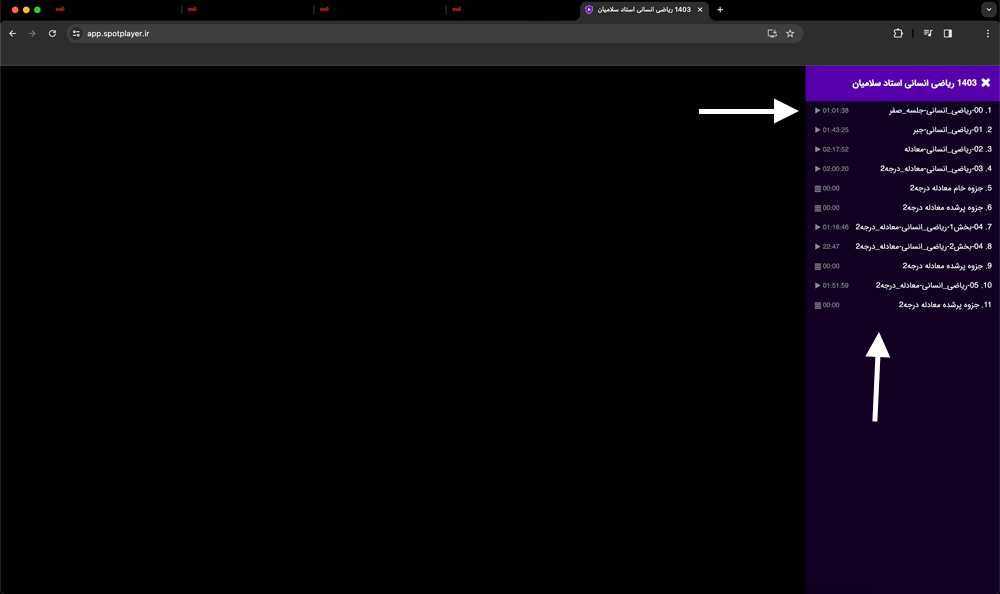 1403 ریاضی انسانی استاد سلامیان
app.spotplayer.ir
1403 ریاضی انسانی استاد سلامیان
1. 00-ریاضی_انسانی-جلسه_صفر 01:01:38
2. 01-ریاضی_انسانی-جبر 01:43:25
3. 02-ریاضی_انسانی-معادله 02:17:52
4. 03-ریاضی_انسانی-معادله_درجه2 02:00:20
5. جزوه خام معادله درجه2 00:00
6. جزوه پرشده معادله درجه2 00:00
7. 04-بخش1-ریاضی_انسانی-معادله_درجه2 01:16:46
8. 04-بخش2-ریاضی_انسانی-معادله_درجه2 22:47
9. جزوه پرشده معادله درجه2 00:00
10. 05-ریاضی_انسانی-معادله_درجه2 01:51:59
11. جزوه پرشده معادله درجه2 00:00